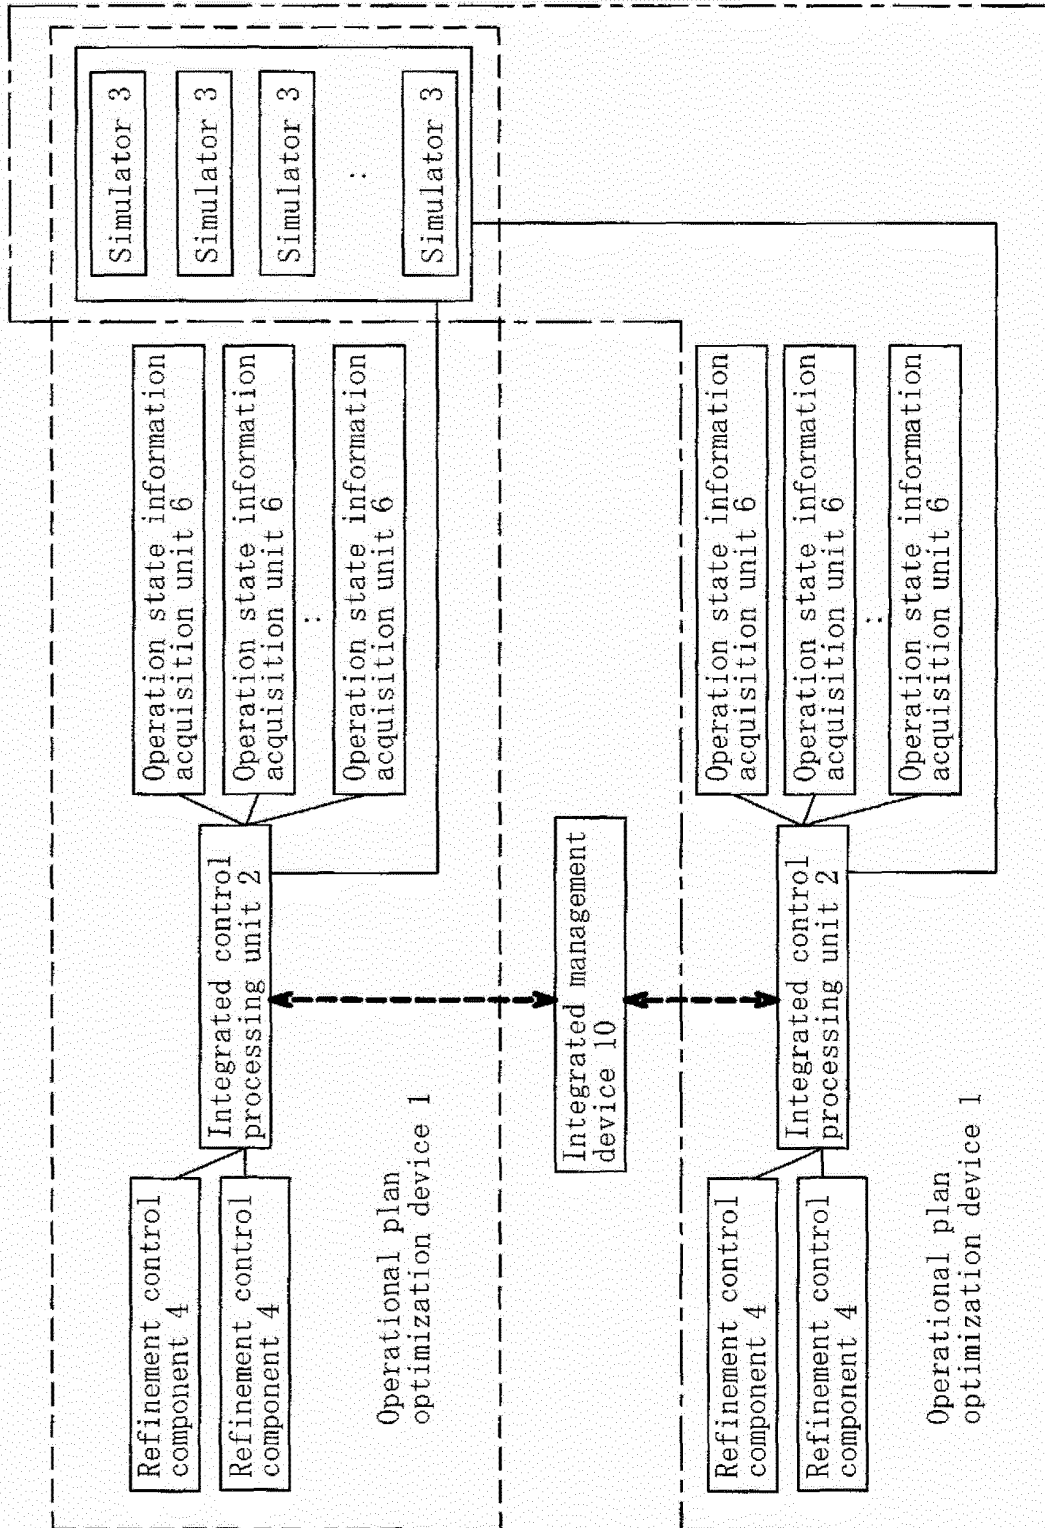 Simulator 3
Simulator 3
Simulator 3
:
Simulator 3
Operation state information
acquisition unit 6
Operation state information
acquisition unit 6
:
Operation state information
acquisition unit 6
Integrated control
processing unit 2
Refinement control
component 4
Refinement control
component 4
Operational plan
optimization device 1
Integrated management
device 10
Operation state information
acquisition unit 6
Operation state information
acquisition unit 6
:
Operation state information
acquisition unit 6
Integrated control
processing unit 2
Refinement control
component 4
Refinement control
component 4
Operational plan
optimization device 1